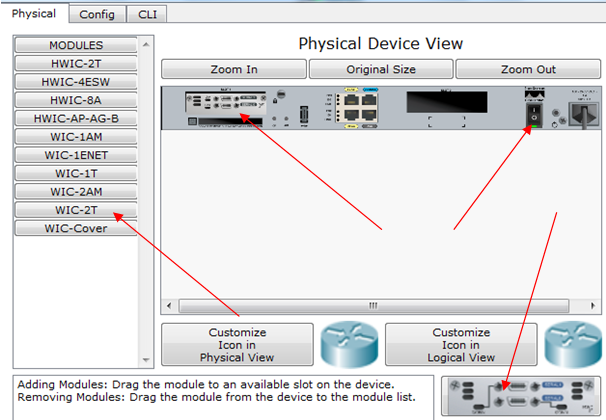 Physical Config CLI
MODULES
HWIC-2T
HWIC-4ESW
HWIC-8A
HWIC-AP-AG-B
WIC-1AM
WIC-1ENET
WIC-1T
WIC-2AM
WIC-2T
WIC-Cover
Physical Device View
Zoom In Original Size Zoom Out
Customize
Icon in
Physical View
Customize
Icon in
Logical View
Adding Modules: Drag the module to an available slot on the device.
Removing Modules: Drag the module from the device to the module list.